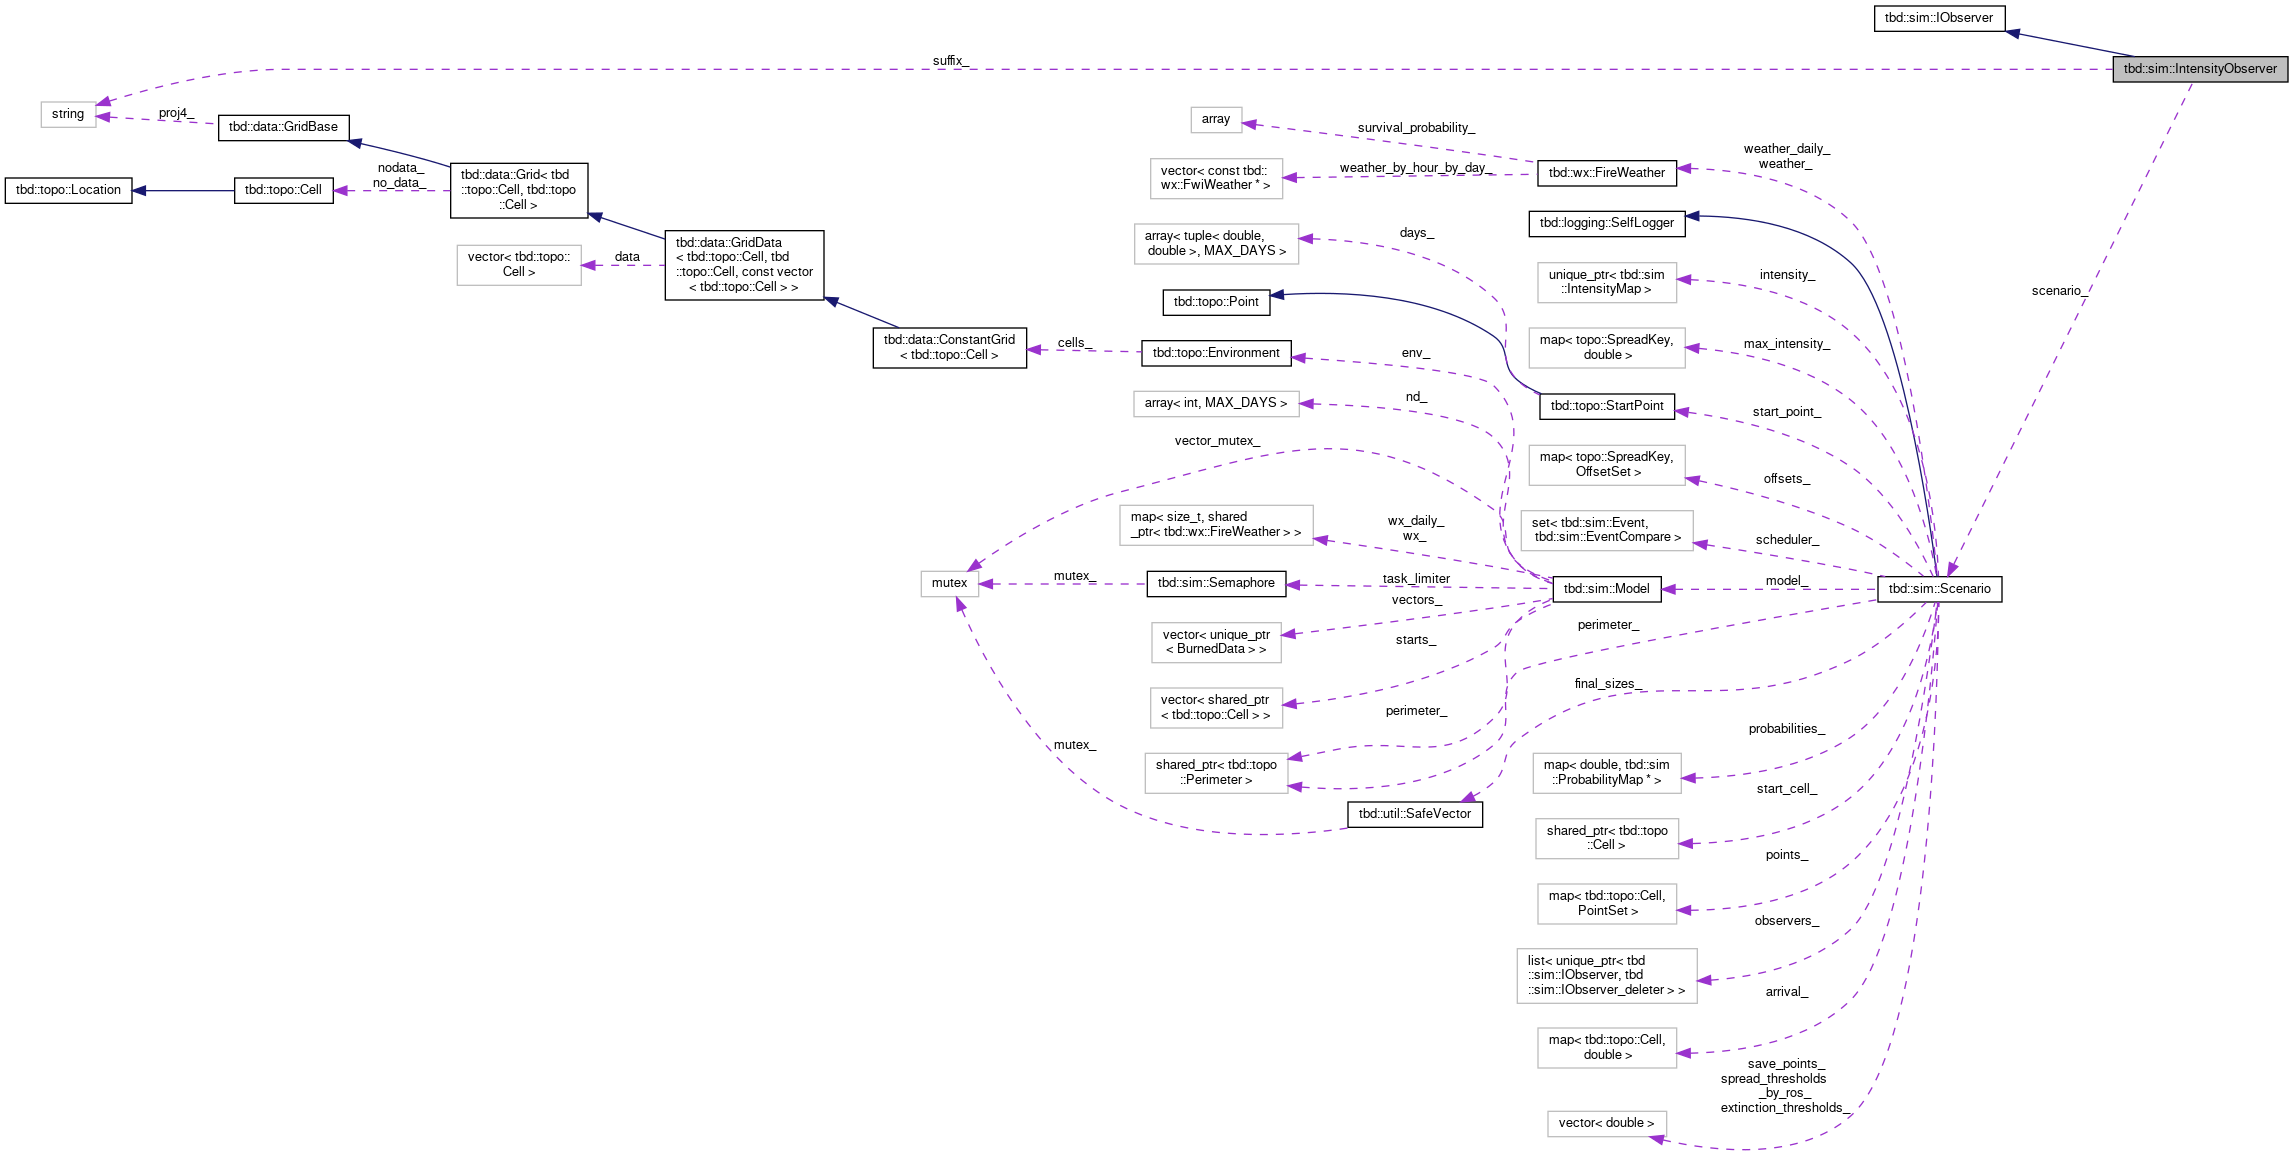 tbd::sim::IObserver
suffix_
tbd::sim::IntensityObserver
string
proj4_
tbd::data::GridBase
array
survival_probability_
weather_daily_
weather_
nodata_
no_data_
tbd::topo::Location
tbd::topo::Cell
tbd::data::Grid< tbd
::topo::Cell, tbd::topo
::Cell >
vector< const tbd::
wx::FwiWeather * >
weather_by_hour_by_day_
tbd::wx::FireWeather
tbd::logging::SelfLogger
array< tuple< double,
double >, MAX_DAYS >
days_
vector< tbd::topo::
Cell >
data
tbd::data::GridData
< tbd::topo::Cell, tbd
::topo::Cell, const vector
< tbd::topo::Cell > >
unique_ptr< tbd::sim
::IntensityMap >
intensity_
scenario_
tbd::topo::Point
tbd::data::ConstantGrid
< tbd::topo::Cell >
cells_
tbd::topo::Environment
env_
map< topo::SpreadKey,
double >
max_intensity_
array< int, MAX_DAYS >
nd_
tbd::topo::StartPoint
start_point_
vector_mutex_
map< topo::SpreadKey,
OffsetSet >
offsets_
map< size_t, shared
_ptr< tbd::wx::FireWeather > >
wx_daily_
wx_
set< tbd::sim::Event,
tbd::sim::EventCompare >
scheduler_
mutex
mutex_
tbd::sim::Semaphore
task_limiter
tbd::sim::Model
model_
tbd::sim::Scenario
vectors_
vector< unique_ptr
< BurnedData > >
perimeter_
starts_
vector< shared_ptr
< tbd::topo::Cell > >
final_sizes_
perimeter_
probabilities_
mutex_
shared_ptr< tbd::topo
::Perimeter >
map< double, tbd::sim
::ProbabilityMap * >
start_cell_
tbd::util::SafeVector
shared_ptr< tbd::topo
::Cell >
points_
map< tbd::topo::Cell,
PointSet >
observers_
list< unique_ptr< tbd
::sim::IObserver, tbd
::sim::IObserver_deleter > >
arrival_
map< tbd::topo::Cell,
double >
save_points_
spread_thresholds
_by_ros_
extinction_thresholds_
vector< double >